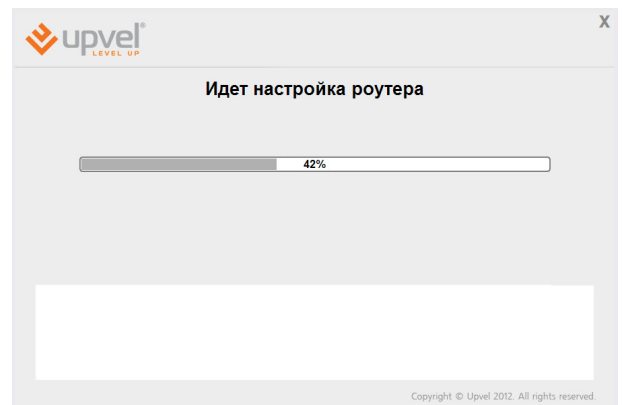 upvel®
LEVEL UP
X
Идет настройка роутера
42%
Copyright © Upvel 2012. All rights reserved.